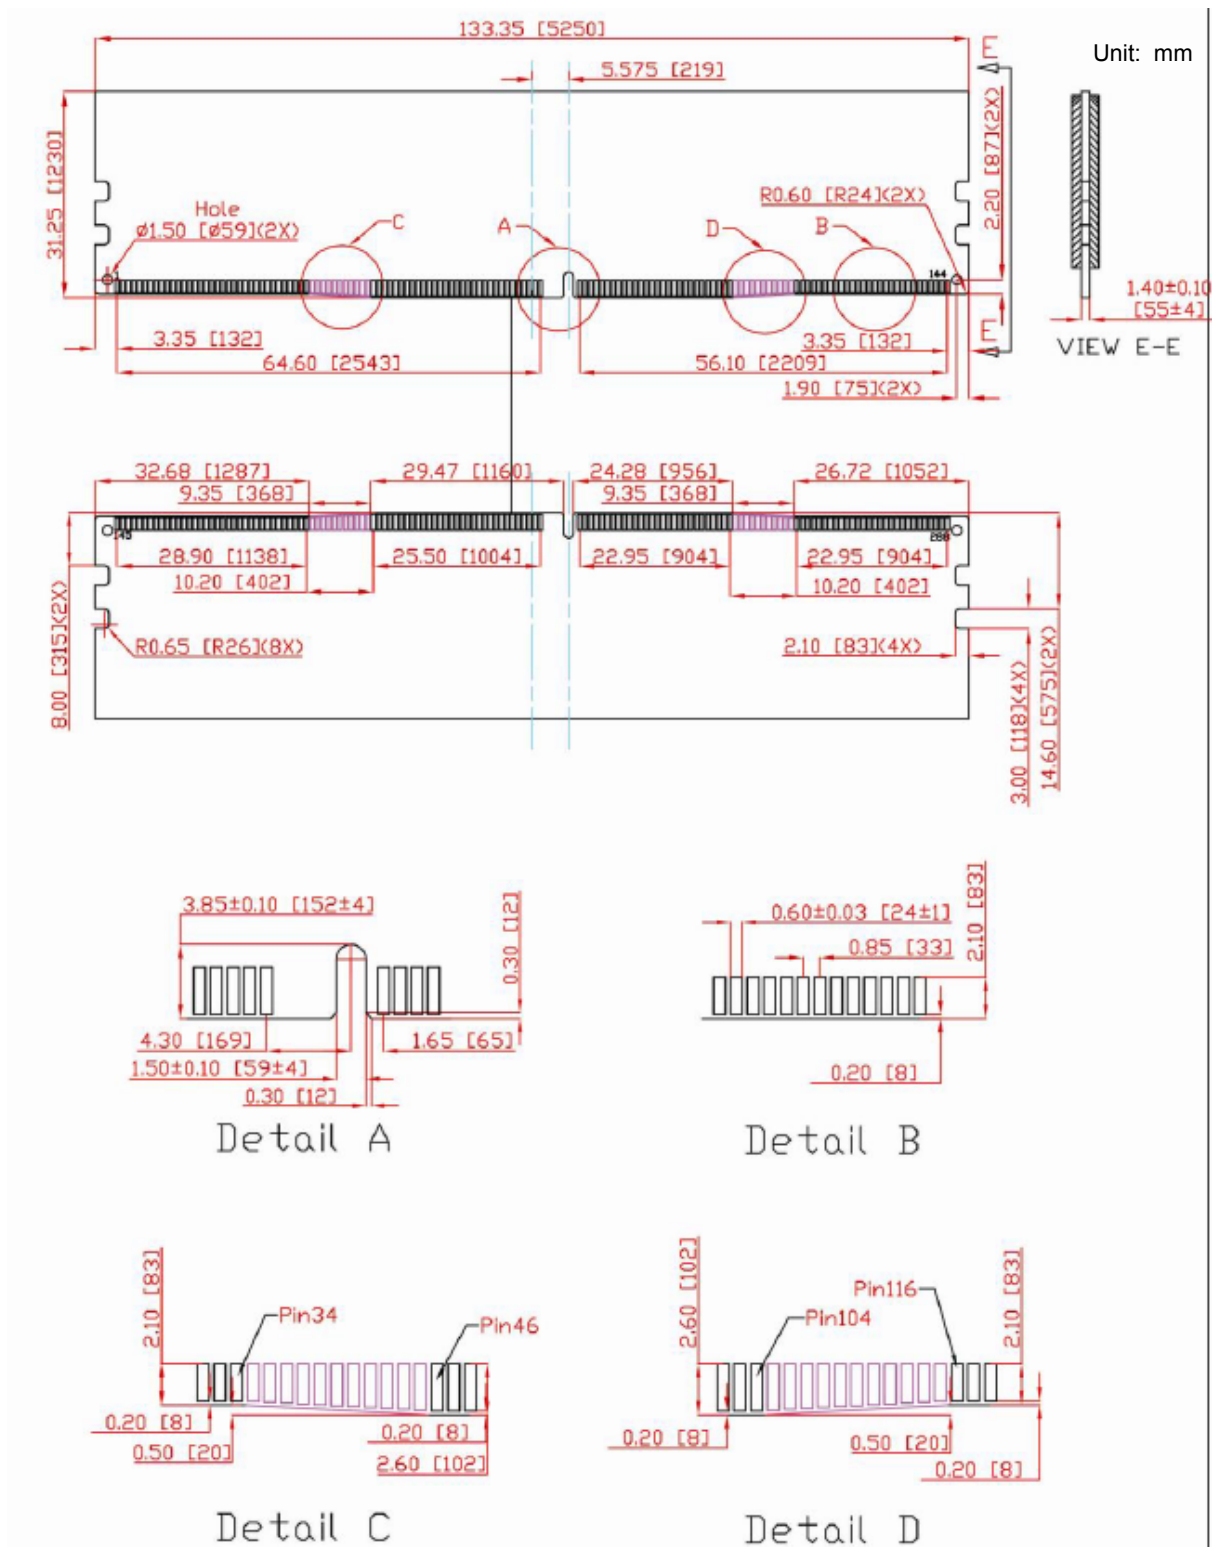 133.35 [5250]
E
Unit: mm
5.575 [219]
31.25 [1230]
2.20 [87](2X)
Hole
Ø1.50 [Ø59](2X)
C
A
D
B
R0.60 [R24](2X)
1
144
1.40±0.10
[55±4]
3.35 [132]
3.35 [132]
E
VIEW E-E
64.60 [2543]
56.10 [2209]
1.90 [75](2X)
32.68 [1287]
29.47 [1160]
24.28 [956]
26.72 [1052]
9.35 [368]
9.35 [368]
145
288
28.90 [1138]
25.50 [1004]
22.95 [904]
22.95 [904]
10.20 [402]
10.20 [402]
8.00 [315](2X)
R0.65 [R26](8X)
2.10 [83](4X)
3.00 [118](4X)
14.60 [575](2X)
3.85±0.10 [152±4]
0.30 [12]
4.30 [169]
1.65 [65]
1.50±0.10 [59±4]
0.30 [12]
Detail A
0.60±0.03 [24±1]
2.10 [83]
0.85 [33]
0.20 [8]
Detail B
2.10 [83]
Pin34
Pin46
0.20 [8]
0.20 [8]
0.50 [20]
2.60 [102]
Detail C
2.60 [102]
Pin116
2.10 [83]
Pin104
0.20 [8]
0.50 [20]
0.20 [8]
Detail D